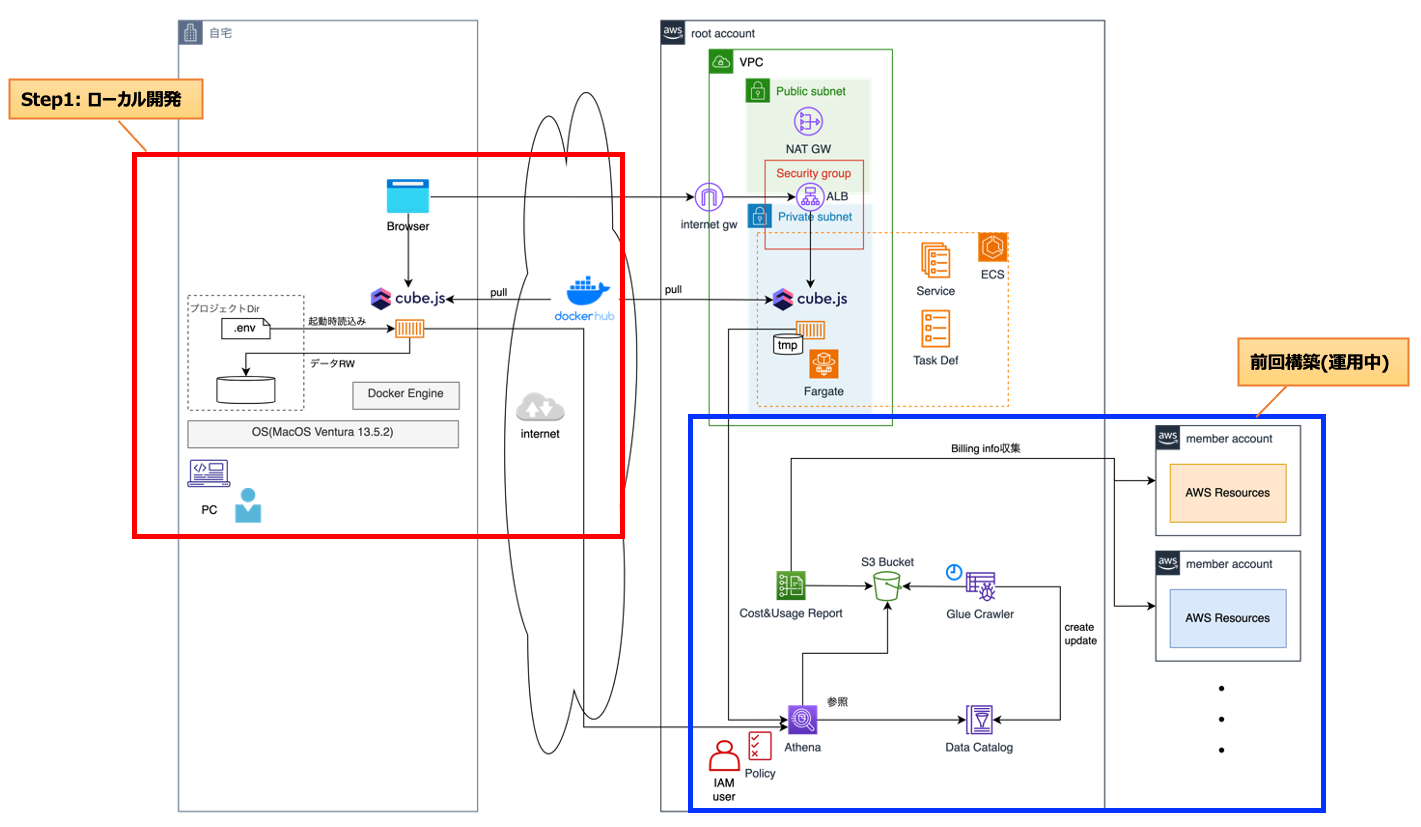 自宅
aws
root account
VPC
Step1: ローカル開発
Public subnet
NAT GW
Security group
ALB
Browser
internet gw
Private subnet
ECS
Service
cube.js
pull
docker hub
pull
cube.js
プロジェクトDir
.env
起動時読込み
データRW
tmp
Task Def
Fargate
前回構築(運用中)
Docker Engine
OS(MacOS Ventura 13.5.2)
internet
PC
Billing info収集
aws
member account
AWS Resources
aws
member account
AWS Resources
S3 Bucket
Cost&Usage Report
Glue Crawler
create
update
参照
Athena
Data Catalog
Policy
IAM
user